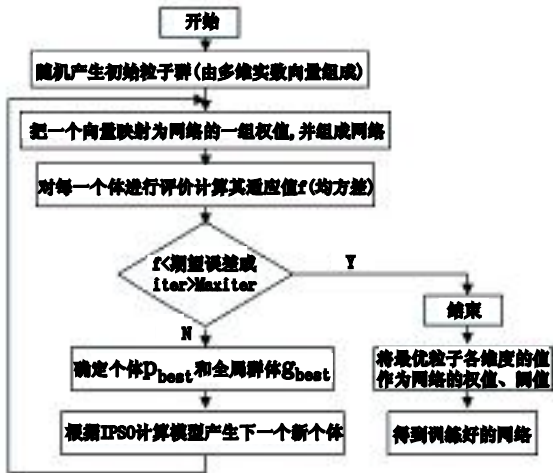 开始
随机产生初始粒子群(由多维实数向量组成)
把一个向量映射为网络的一组权值,并组成网络
对每一个体进行评价计算其适应值f(均方差)
f<期望误差或
iter>Maxiter
Y
N
结束
确定个体pbest和全局群体gbest
将最优粒子各维度的值
作为网络的权值、阈值
根据IPSO计算模型产生下一个新个体
得到训练好的网络